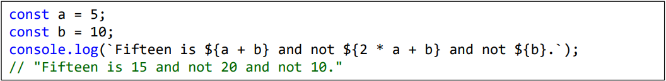 const a = 5;
const b = 10;
console.log(`Fifteen is ${a + b} and not ${2 * a + b} and not ${b}.`);
// "Fifteen is 15 and not 20 and not 10."